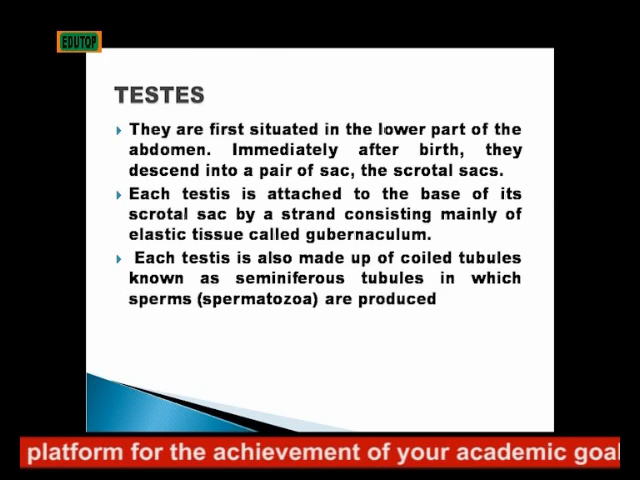 EDUTOP
TESTES
They are first situated in the lower part of the
abdomen. Immediately after birth, they
descend into a pair of sac, the scrotal sacs.
Each testis is attached to the base of its
scrotal sac by a strand consisting mainly of
elastic tissue called gubernaculum.
Each testis is also made up of coiled tubules
known as seminiferous tubules in which
sperms (spermatozoa) are produced
platform for the achievement of your academic goal